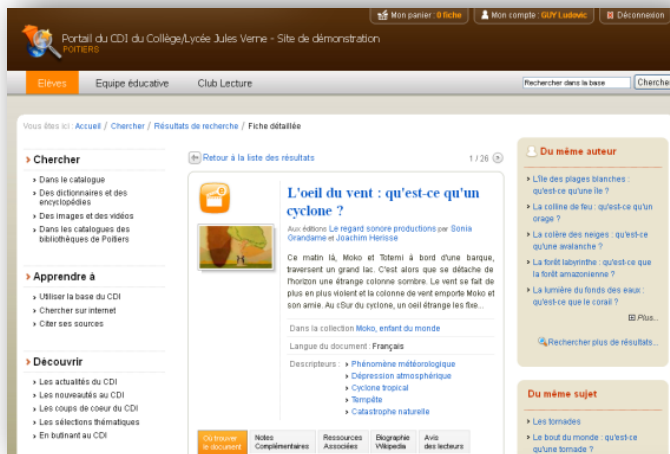 Mon panier : 0 fiche
Mon compte : GUY Ludovic
Déconnexion
Portail du CDI du Collège/Lycée Jules Verne - Site de démonstration
POITIERS
Elèves
Equipe éducative
Club Lecture
Rechercher dans la base
Chercher
Vous êtes ici : Accueil / Chercher / Résultats de recherche / Fiche détaillée
Chercher
Dans le catalogue
Des dictionnaires et des
encyclopédies
Des images et des vidéos
Dans les catalogues des
bibliothèques de Poitiers
Apprendre à
Utiliser la base du CDI
Chercher sur internet
Citer ses sources
Découvrir
Les actualités du CDI
Les nouveautés au CDI
Les coups de coeur du CDI
Les sélections thématiques
En butinant au CDI
Retour à la liste des résultats
1 / 26
L'oeil du vent : qu'est-ce qu'un
cyclone ?
Aux éditions Le regard sonore productions par Sonia
Grandame et Joachim Herisse
Ce matin là, Moko et Totemi à bord d'une barque,
traversent un grand lac. C'est alors que se détache de
l'horizon une étrange colonne sombre. Le vent se fait de
plus en plus violent et la colonne de vent emporte Moko et
son amie. Au cSur du cyclone, un oeil étrange les fixe...
Dans la collection Moko, enfant du monde
Langue du document : Français
Descripteurs :
Phénomène météorologique
Dépression atmosphérique
Cyclone tropical
Tempête
Catastrophe naturelle
Où trouver
le document
Notes
Complémentaires
Ressources
Associées
Biographie
Wikipedia
Avis
des lecteurs
Du même auteur
L'île des plages blanches :
qu'est-ce qu'une île ?
La colline de feu : qu'est-ce qu'un
orage ?
La colère des neiges : qu'est-ce
qu'une avalanche ?
La forêt labyrinthe : qu'est-ce que
la forêt amazonienne ?
La lumière du fonds des eaux :
qu'est-ce que le corail ?
Plus...
Rechercher plus de résultats...
Du même sujet
Les tornades
Le bout du monde : qu'est-ce
qu'une tornade ?